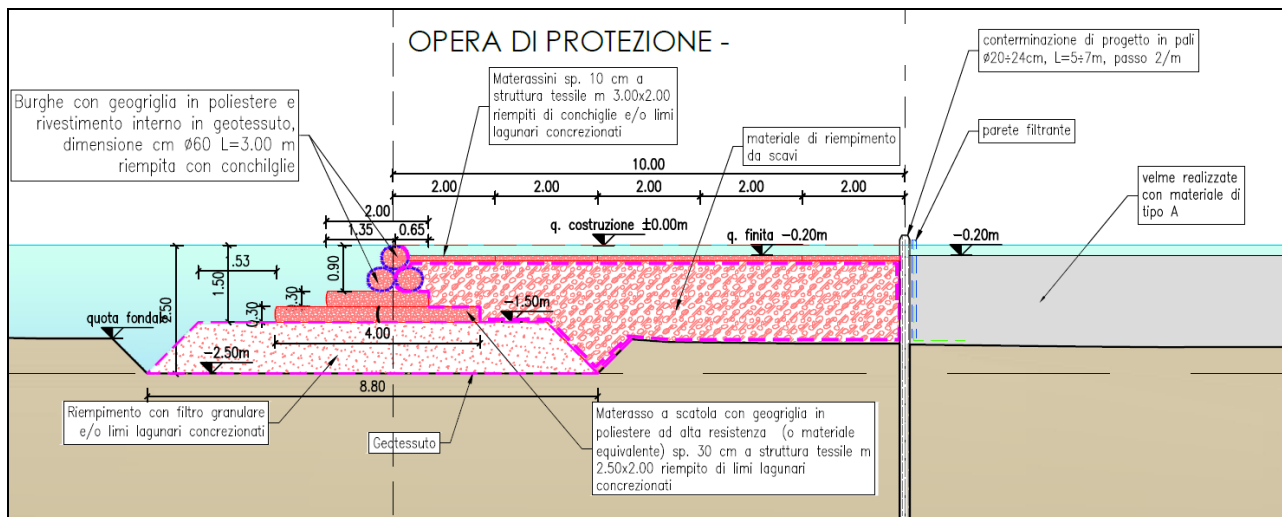 OPERA DI PROTEZIONE -
conterminazione di progetto in pali
ø20÷24cm, L=5÷7m, passo 2/m
Materassini sp. 10 cm a
struttura tessile m 3.00x2.00
riempiti di conchiglie e/o limi
lagunari concrezionati
Burghe con geogriglia in poliestere e
rivestimento interno in geotessuto,
dimensione cm ø60 L=3.00 m
riempita con conchilglie
materiale di riempimento
da scavi
parete filtrante
velme realizzate
con materiale di
tipo A
10.00
2.00
2.00
2.00
2.00
2.00
2.00
1.35
0.65
q. costruzione ±0.00m
q. finita -0.20m
-0.20m
1.53
1.50
2.50
0.90
0.30
0.30
-1.50m
quota fondale
4.00
-2.50m
8.80
Riempimento con filtro granulare
e/o limi lagunari concrezionati
Geotessuto
Materasso a scatola con geogriglia in
poliestere ad alta resistenza (o materiale
equivalente) sp. 30 cm a struttura tessile m
2.50x2.00 riempito di limi lagunari
concrezionati